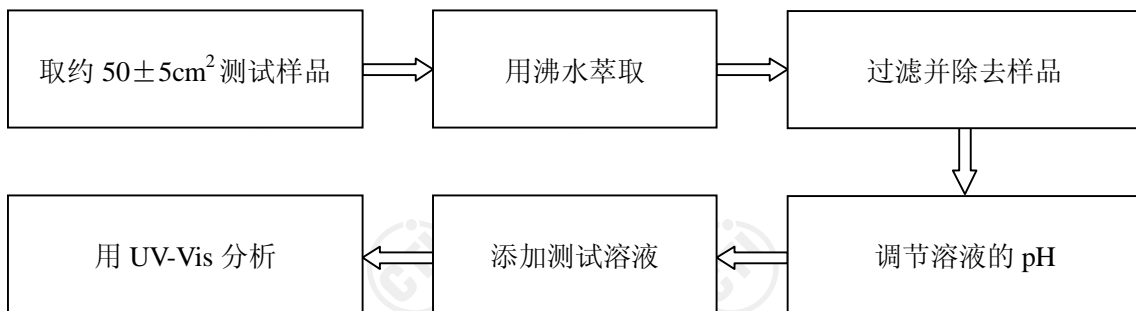 取约 50±5cm² 测试样品
用沸水萃取
过滤并除去样品
调节溶液的 pH
添加测试溶液
用 UV-Vis 分析